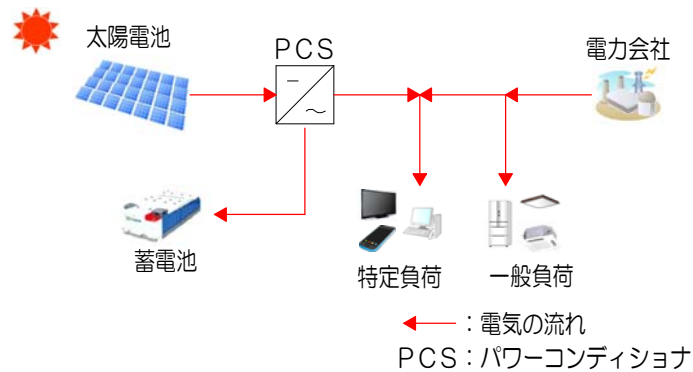 太陽電池
PCS
電力会社
蓄電池
特定負荷
一般負荷
：電気の流れ
PCS：パワーコンディショナ